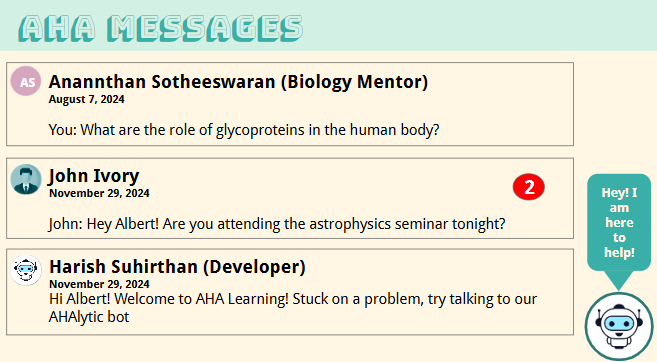 AHA MESSAGES
AS
Anannthan Sotheeswaran (Biology Mentor)
August 7, 2024
You: What are the role of glycoproteins in the human body?
John Ivory
November 29, 2024
2
John: Hey Albert! Are you attending the astrophysics seminar tonight?
Harish Suhirthan (Developer)
November 29, 2024
Hi Albert! Welcome to AHA Learning! Stuck on a problem, try talking to our
AHAlytic bot
Hey! I
am
here
to
help!